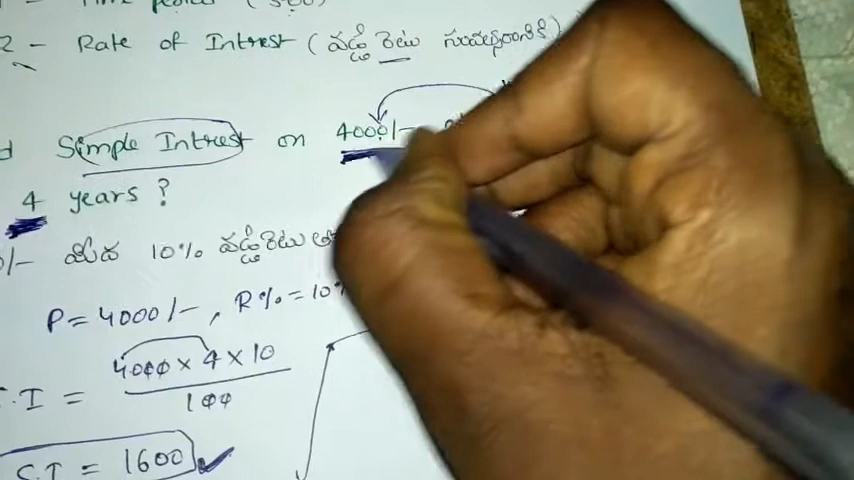 2 - Rate of Intrest (వడ్డీ రేటు
d Simple Intrest on 4000/-
4 years ?
/- మీద 10% వడ్డీ రేటు
P = 4000/- , R% = 10%
S.I = 4000 x 4 x 10
100
S.I = 1600 ✓